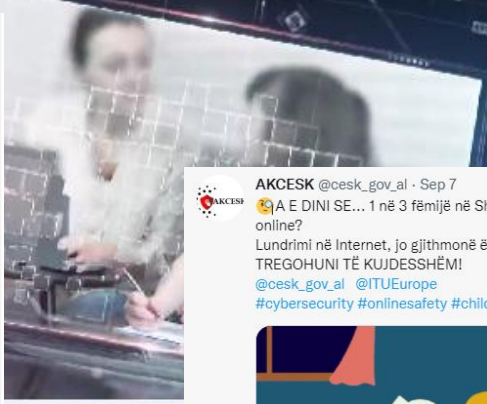 AKCESK @cesk_gov_al · Sep 7
AKCESK
A E DINI SE... 1 në 3 fëmijë në
online?
Lundrimi në Internet, jo gjithmonë
TREGOHUNI TË KUJDESSHËM!
@cesk_gov_al @ITUEurope
#cybersecurity #onlinesafety